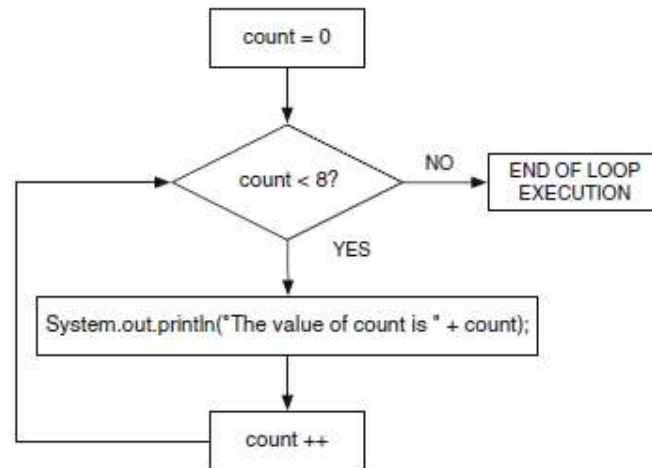 count = 0
count < 8?
NO
END OF LOOP
EXECUTION
YES
System.out.println("The value of count is " + count);
count ++